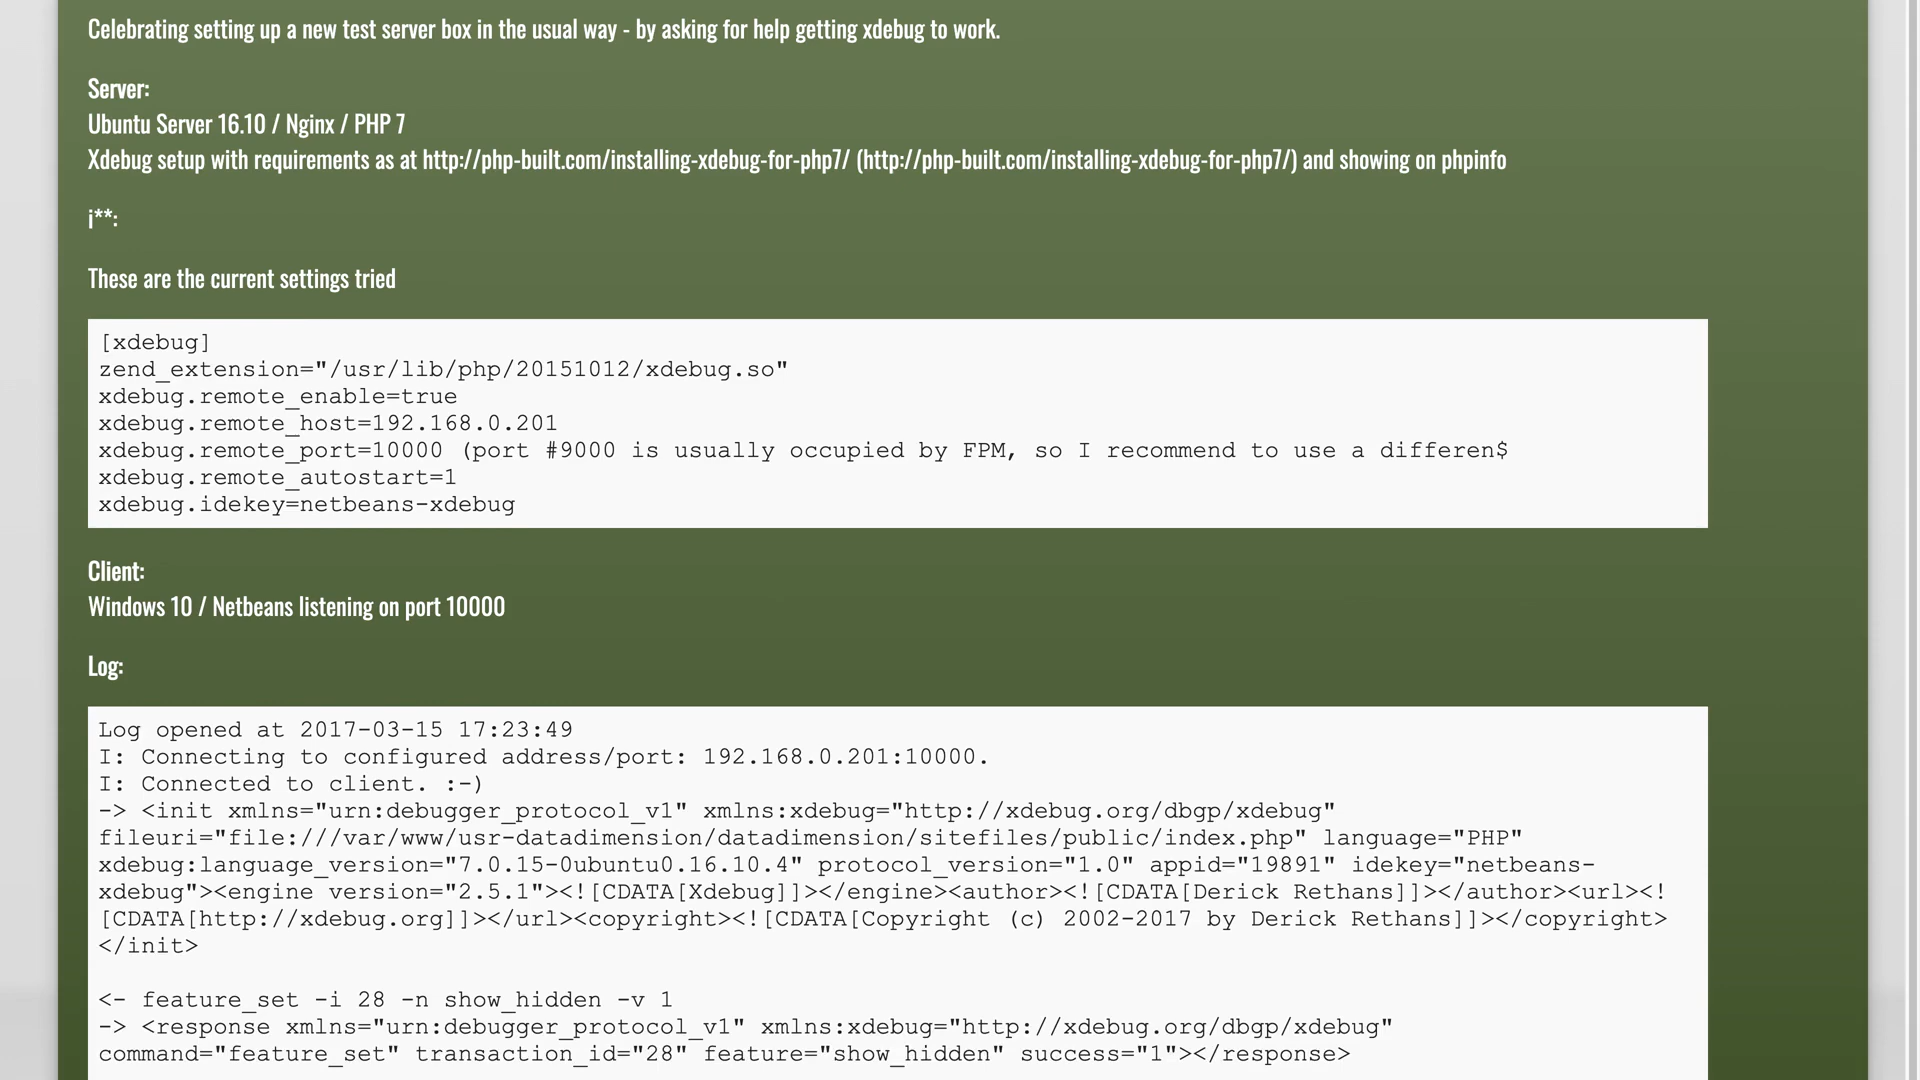 Celebrating setting up a new test server box in the usual way - by asking for help getting xdebug to work.
Server:
Ubuntu Server 16.10 / Nginx / PHP 7
Xdebug setup with requirements as at http://php-built.com/installing-xdebug-for-php7/ (http://php-built.com/installing-xdebug-for-php7/) and showing on phpinfo
i**:
These are the current settings tried
[xdebug]
zend_extension="/usr/lib/php/20151012/xdebug.so"
xdebug.remote_enable=true
xdebug.remote_host=192.168.0.201
xdebug.remote_port=10000 (port #9000 is usually occupied by FPM, so I recommend to use a differen$
xdebug.remote_autostart=1
xdebug.idekey=netbeans-xdebug
Client:
Windows 10 / Netbeans listening on port 10000
Log:
Log opened at 2017-03-15 17:23:49
I: Connecting to configured address/port: 192.168.0.201:10000.
I: Connected to client. :-)
-> <init xmlns="urn:debugger_protocol_v1" xmlns:xdebug="http://xdebug.org/dbgp/xdebug"
fileuri="file:///var/www/usr-datadimension/datadimension/sitefiles/public/index.php" language="PHP"
xdebug:language_version="7.0.15-0ubuntu0.16.10.4" protocol_version="1.0" appid="19891" idekey="netbeans-
xdebug"><engine version="2.5.1"><![CDATA[Xdebug]]></engine><author><![CDATA[Derick Rethans]]></author><url><!
[CDATA[http://xdebug.org]]></url><copyright><![CDATA[Copyright (c) 2002-2017 by Derick Rethans]]></copyright>
</init>
<- feature_set -i 28 -n show_hidden -v 1
-> <response xmlns="urn:debugger_protocol_v1" xmlns:xdebug="http://xdebug.org/dbgp/xdebug"
command="feature_set" transaction_id="28" feature="show_hidden" success="1"></response>